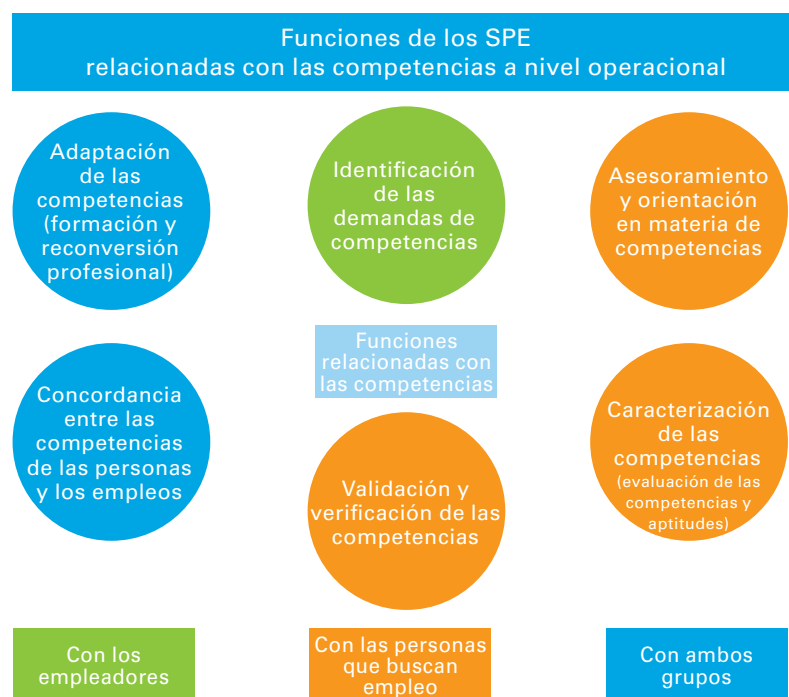 Funciones de los SPE
relacionadas con las competencias a nivel operacional
Adaptación
de las
competencias
(formación y
reconversión
profesional)
Identificación
de las
demandas de
competencias
Asesoramiento
y orientación
en materia de
competencias
Funciones
relacionadas con
las competencias
Concordancia
entre las
competencias
de las personas
y los empleos
Validación y
verificación de las
competencias
Caracterización
de las
competencias
(evaluación de las
competencias y
aptitudes)
Con los
empleadores
Con las personas
que buscan
empleo
Con ambos
grupos